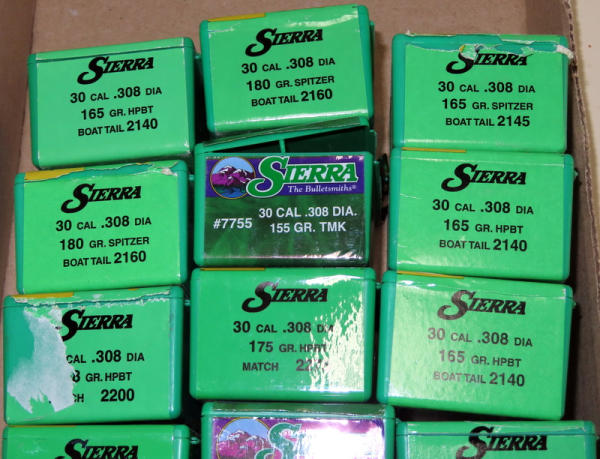 SIERRA
30 CAL .308 DIA
165 GR. HPBT
BOAT TAIL 2140
SIERRA
30 CAL .308 DIA
180 GR. SPITZER
BOAT TAIL 2160
SIERRA
30 CAL .308 DIA
165 GR. SPITZER
BOAT TAIL 2145
SIERRA
30 CAL .308 DIA
180 GR. SPITZER
BOAT TAIL 2160
SIERRA
The Bulletsmiths®
#7755
30 CAL .308 DIA.
155 GR. TMK
SIERRA
30 CAL .308 DIA
165 GR. HPBT
BOAT TAIL 2140
SIERRA
CAL .308 DIA
GR. HPBT
2200
SIERRA
30 CAL .308 DIA
175 GR. HPBT
MATCH
SIERRA
30 CAL .308 DIA
165 GR. HPBT
BOAT TAIL 2140
SIERRA
SIERRA
SIERRA